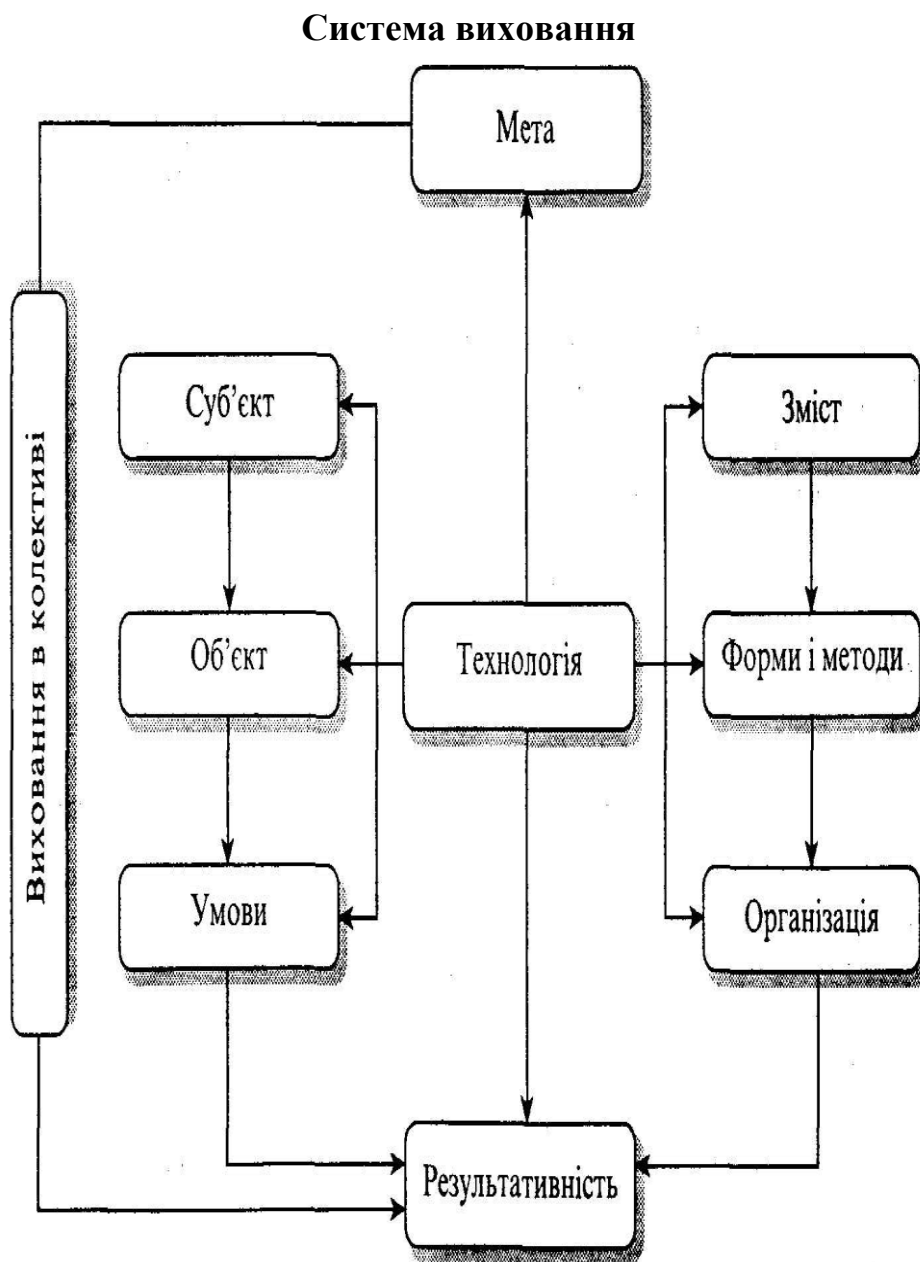 Система виховання
Мета
Виховання в колективі
Суб’єкт
Зміст
Об’єкт
Технологія
Форми і методи
Умови
Організація
Результативність